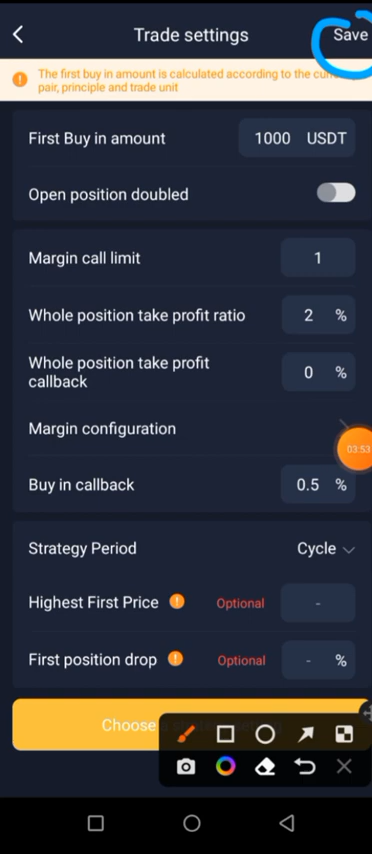 Trade settings
Save
The first buy in amount is calculated according to the
pair, principle and trade unit
First Buy in amount
1000 USDT
Open position doubled
Margin call limit
1
Whole position take profit ratio
2 %
Whole position take profit
callback
0 %
Margin configuration
03:53
Buy in callback
0.5 %
Strategy Period
Cycle
Highest First Price
Optional
-
First position drop
Optional
- %
Choose